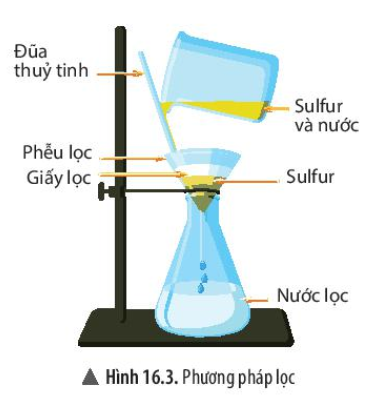 Đũa
thuỷ tinh
Sulfur
và nước
Phễu lọc
Giấy lọc
Sulfur
Nước lọc
▲ Hình 16.3. Phương pháp lọc